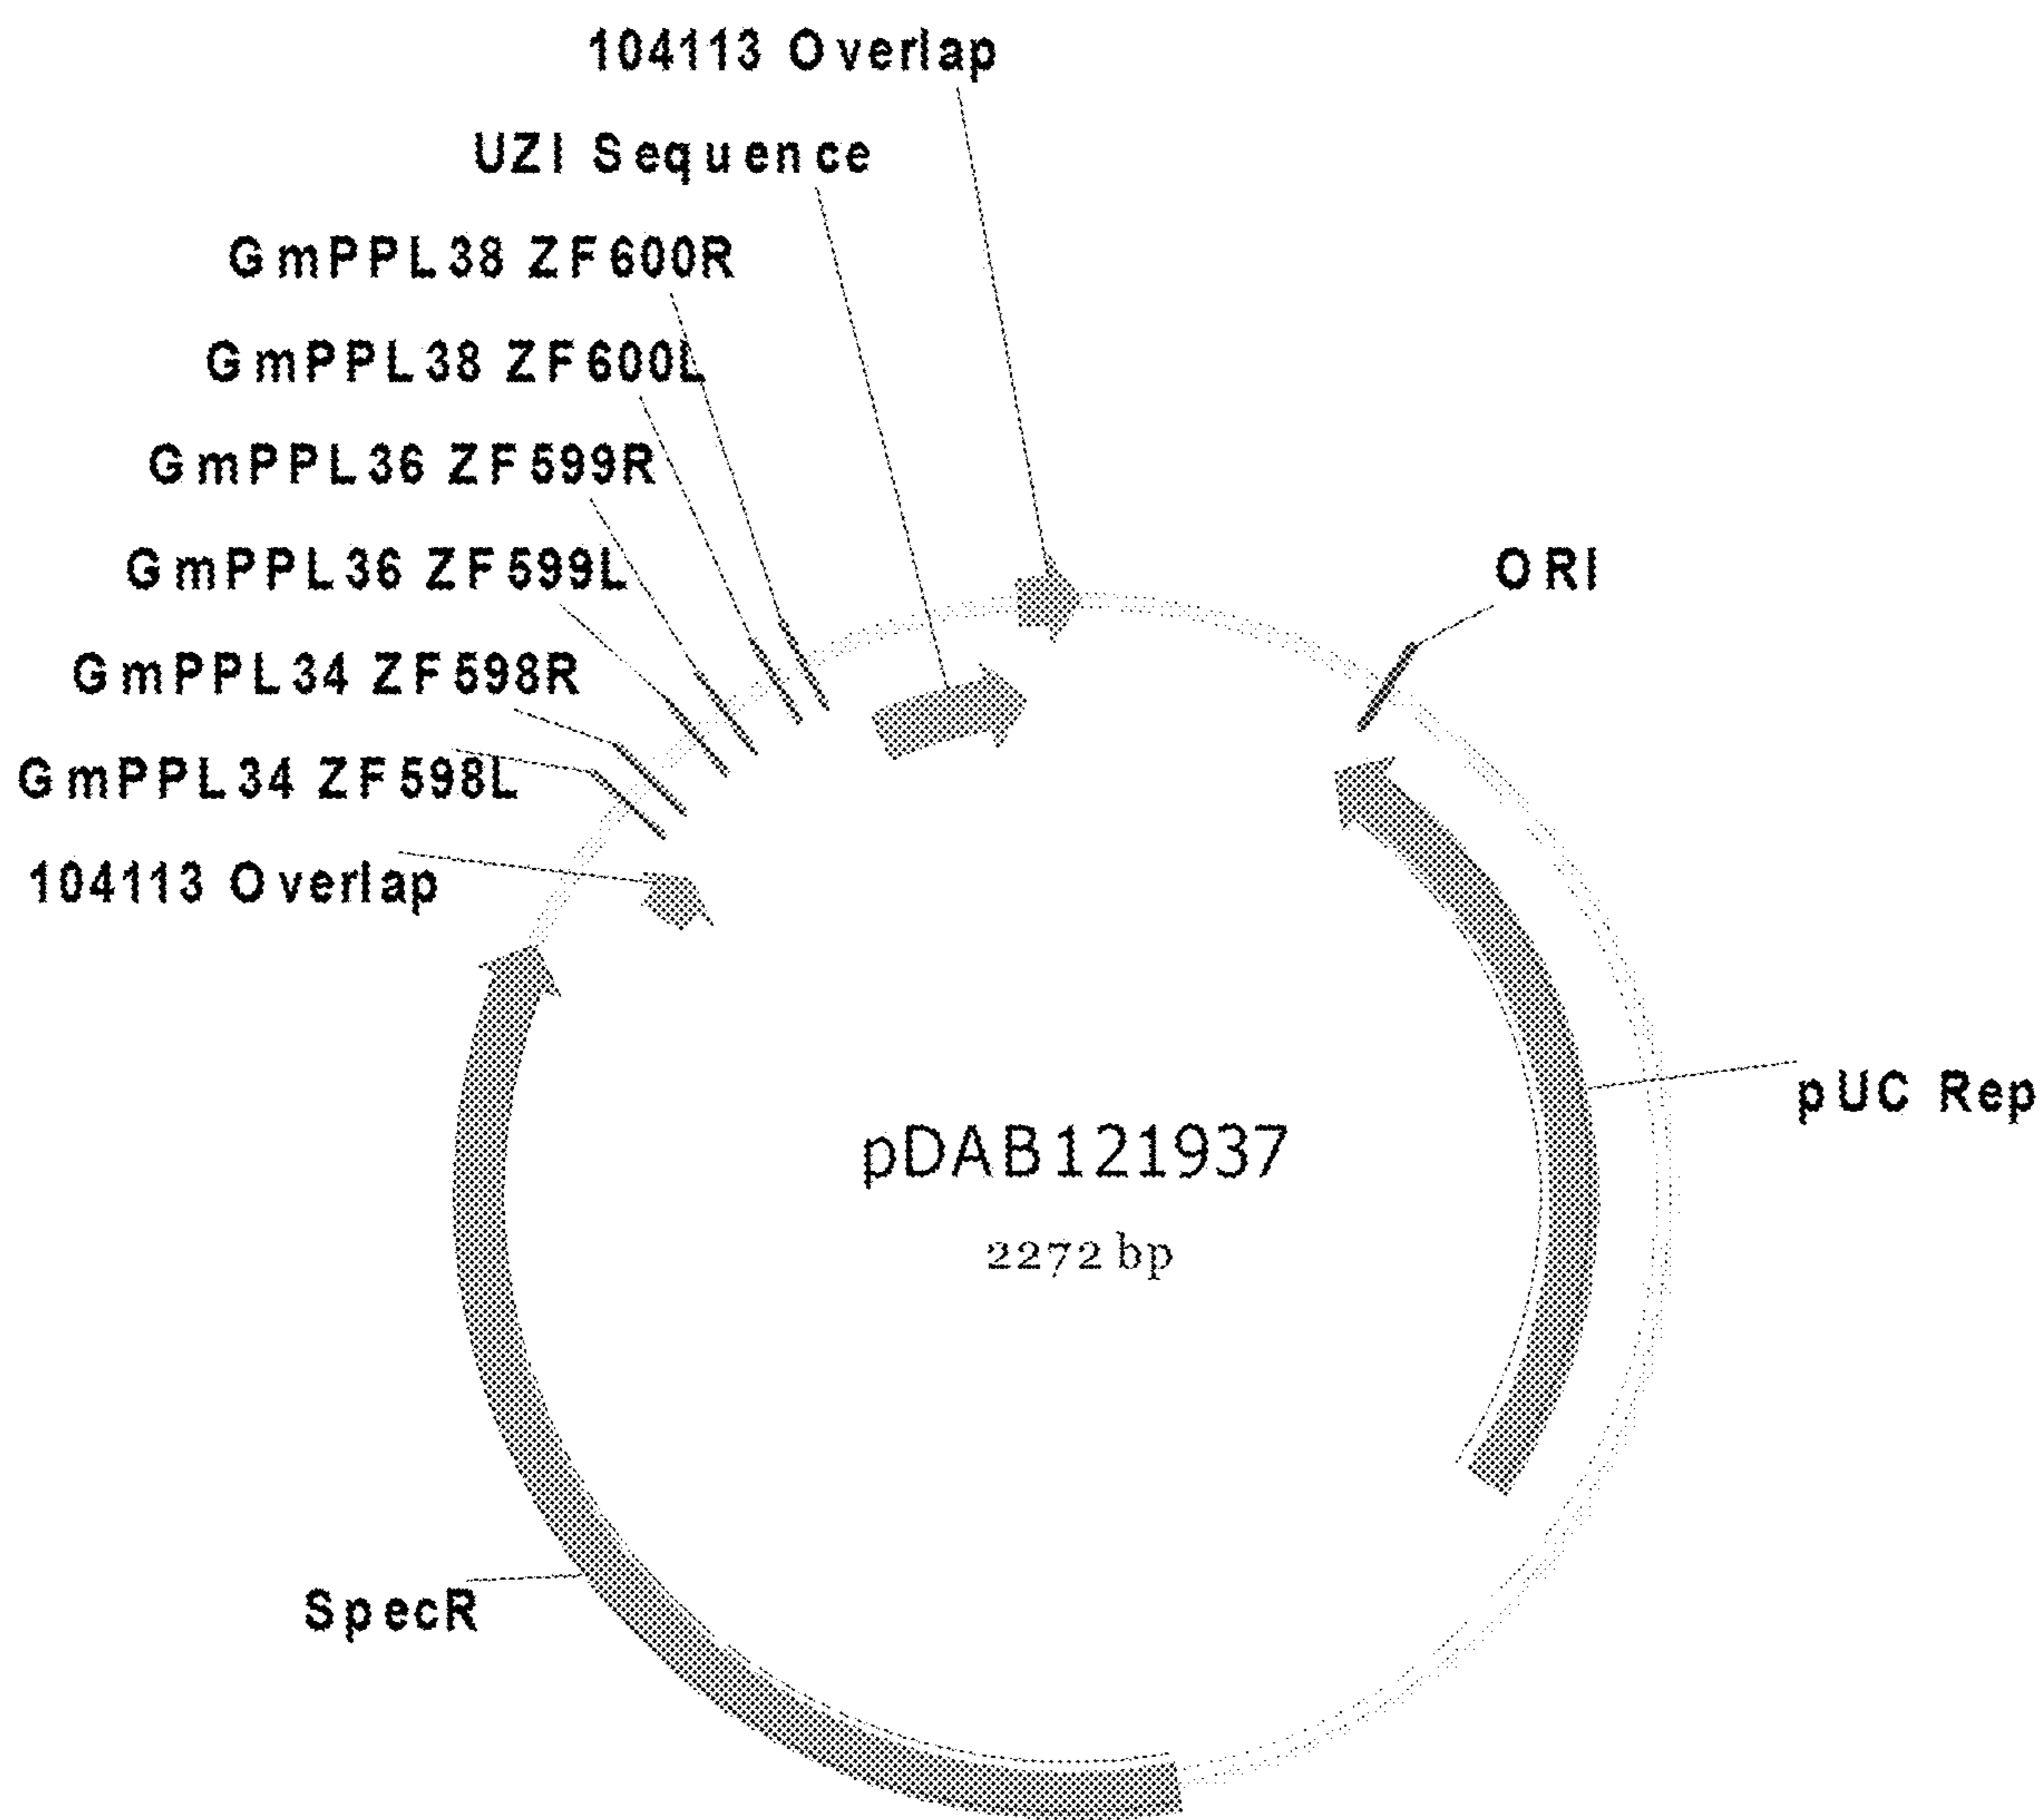 104113 Overlap
UZI Sequence
GmPPL38 ZF600R
GmPPL38 ZF600L
GmPPL36 ZF599R
GmPPL36 ZF599L
ORI
GmPPL34 ZF598R
GmPPL34 ZF598L
104113 Overlap
pUC Rep
pDAB121937
2272 bp
SpecR